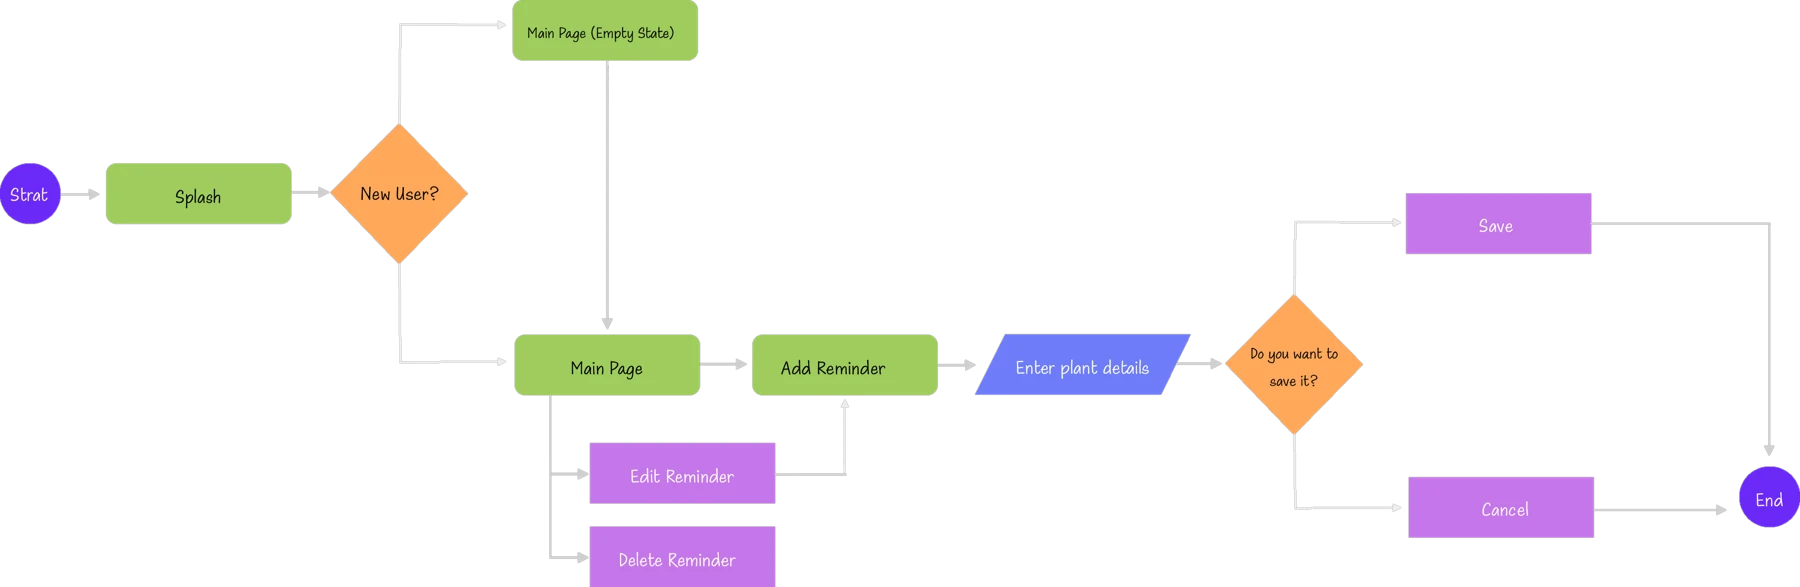 Main Page (Empty State)
Strat
Splash
New User?
Save
Main Page
Add Reminder
Enter plant details
Do you want to
save it?
Edit Reminder
Delete Reminder
Cancel
End